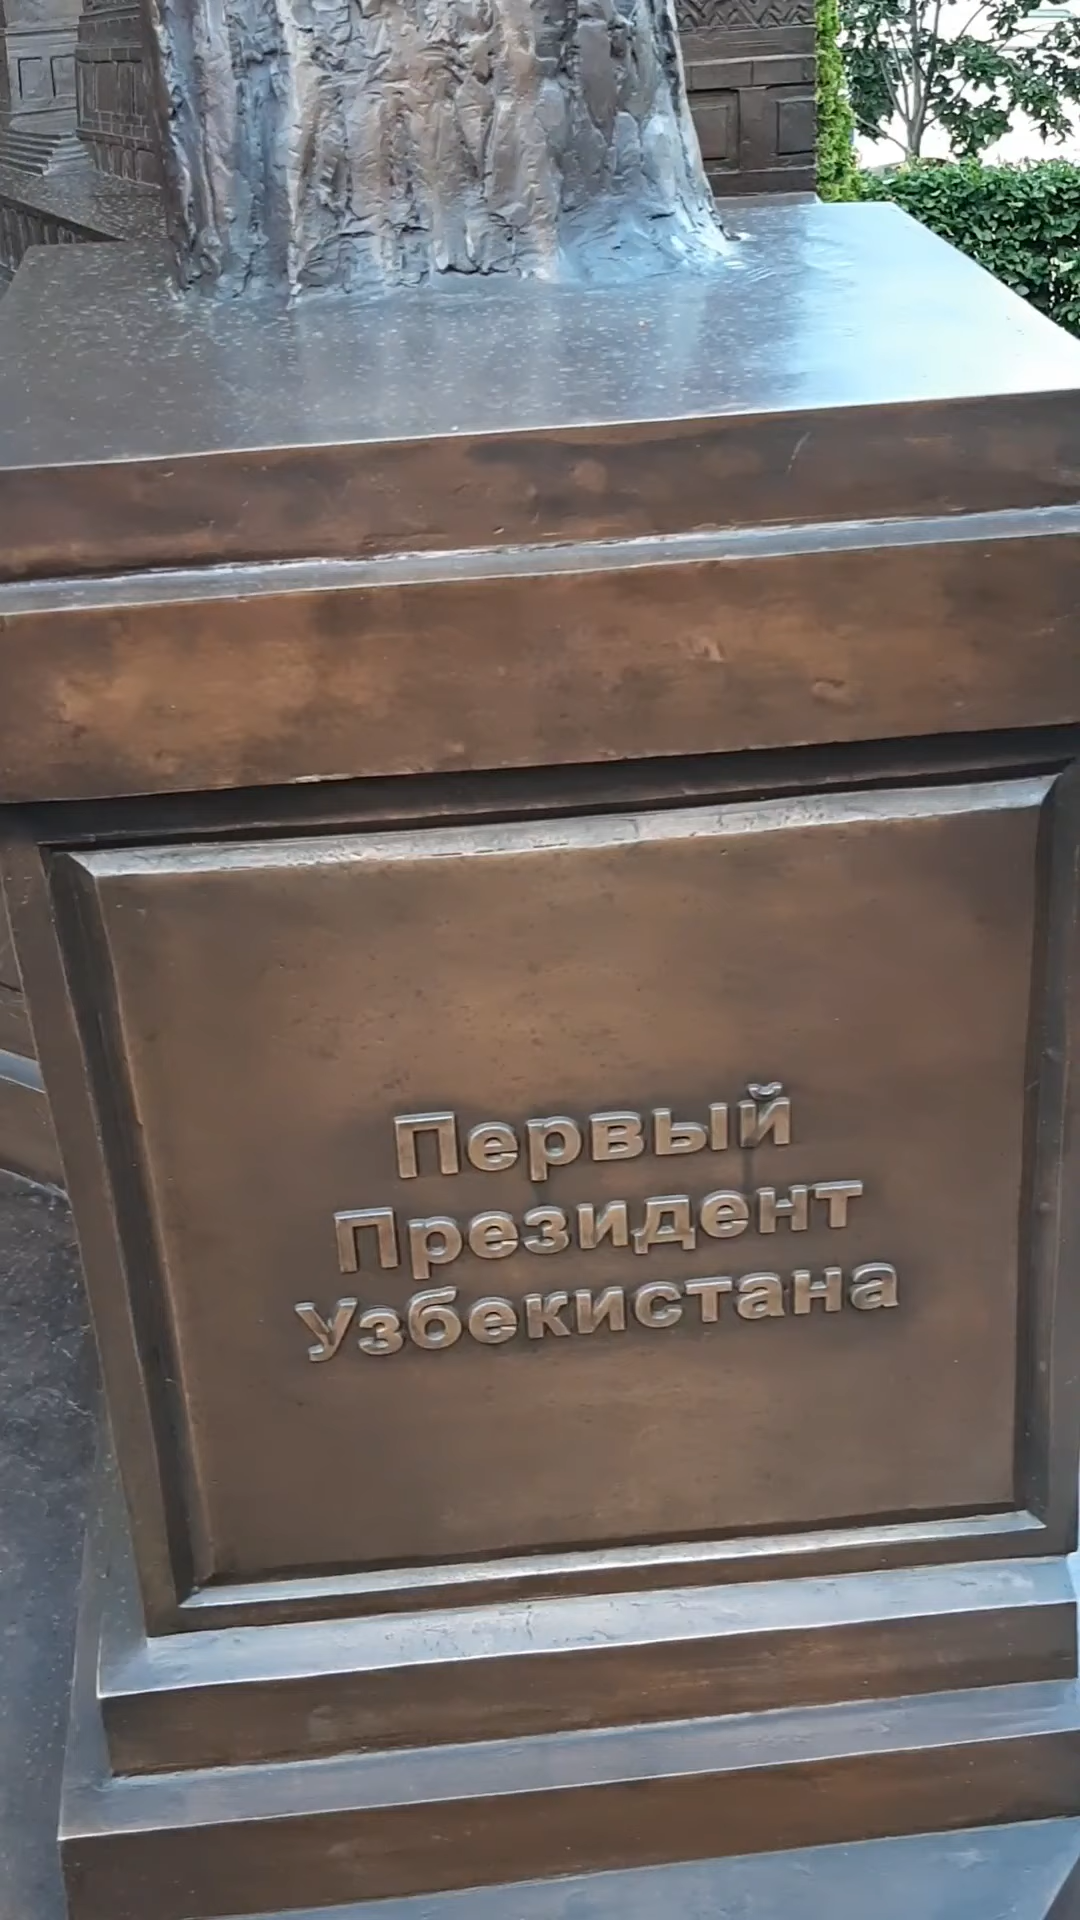 Первый
Президент
Узбекистана